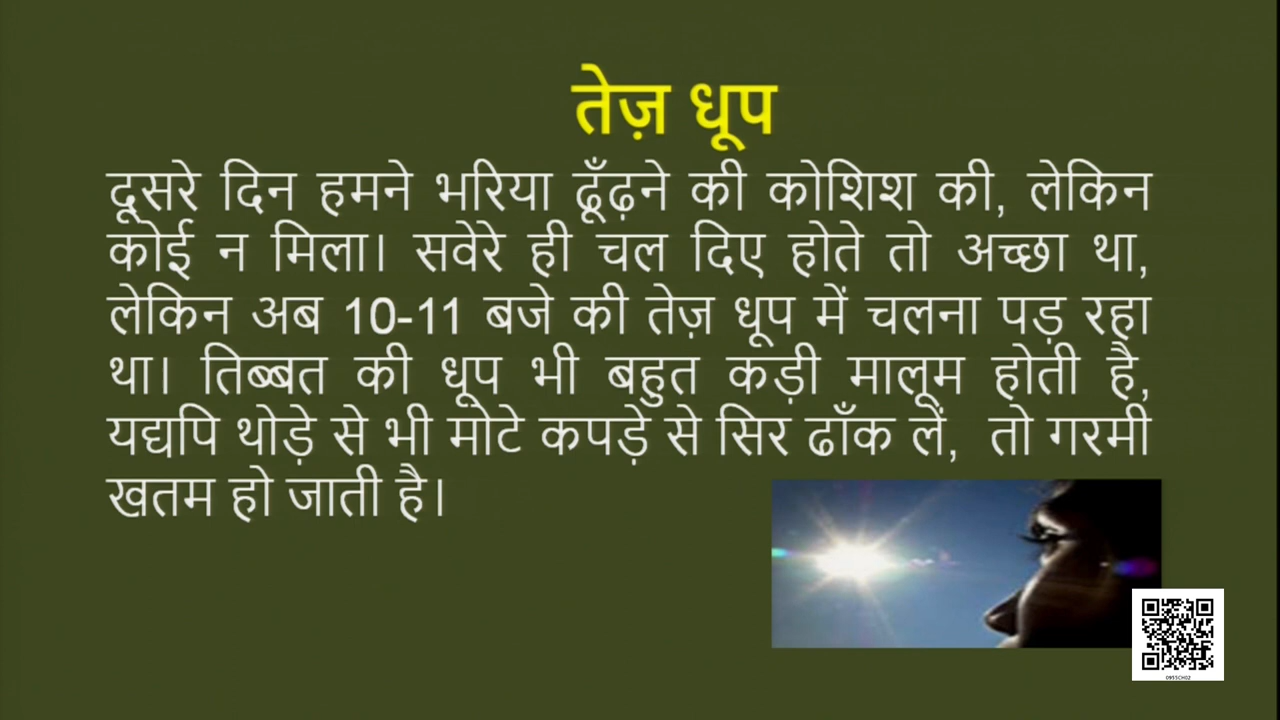 तेज़ धूप
दूसरे दिन हमने भरिया ढूँढ़ने की कोशिश की, लेकिन
कोई न मिला। सवेरे ही चल दिए होते तो अच्छा था,
लेकिन अब 10-11 बजे की तेज़ धूप में चलना पड़ रहा
था। तिब्बत की धूप भी बहुत कड़ी मालूम होती है,
यद्यपि थोड़े से भी मोटे कपड़े से सिर ढाँक लें, तो गरमी
खतम हो जाती है।
0955CH02